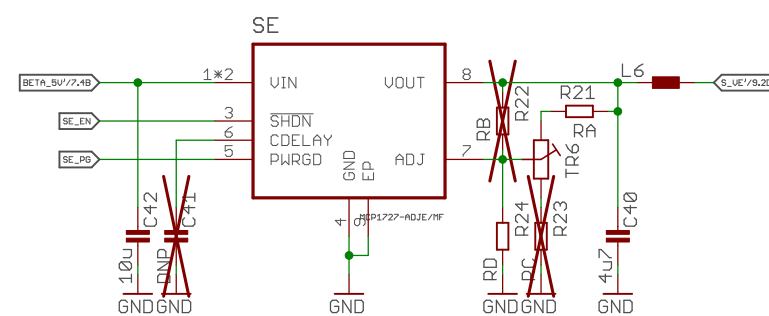 SE
BETA_5V'/7.4B
1*2
VIN
VOUT
8
L6
S_VE'/9.2D
SE_EN
3
SHDN
R22
RB
R21
RA
6
CDELAY
SE_PG
5
PWRGD
GND
EP
ADJ
7
TR6
4
9
MCP1727-ADJE/MF
C42
10u
C41
DNP
R24
RD
R23
RC
C40
4u7
GND
GND
GND
GND
GND
GND